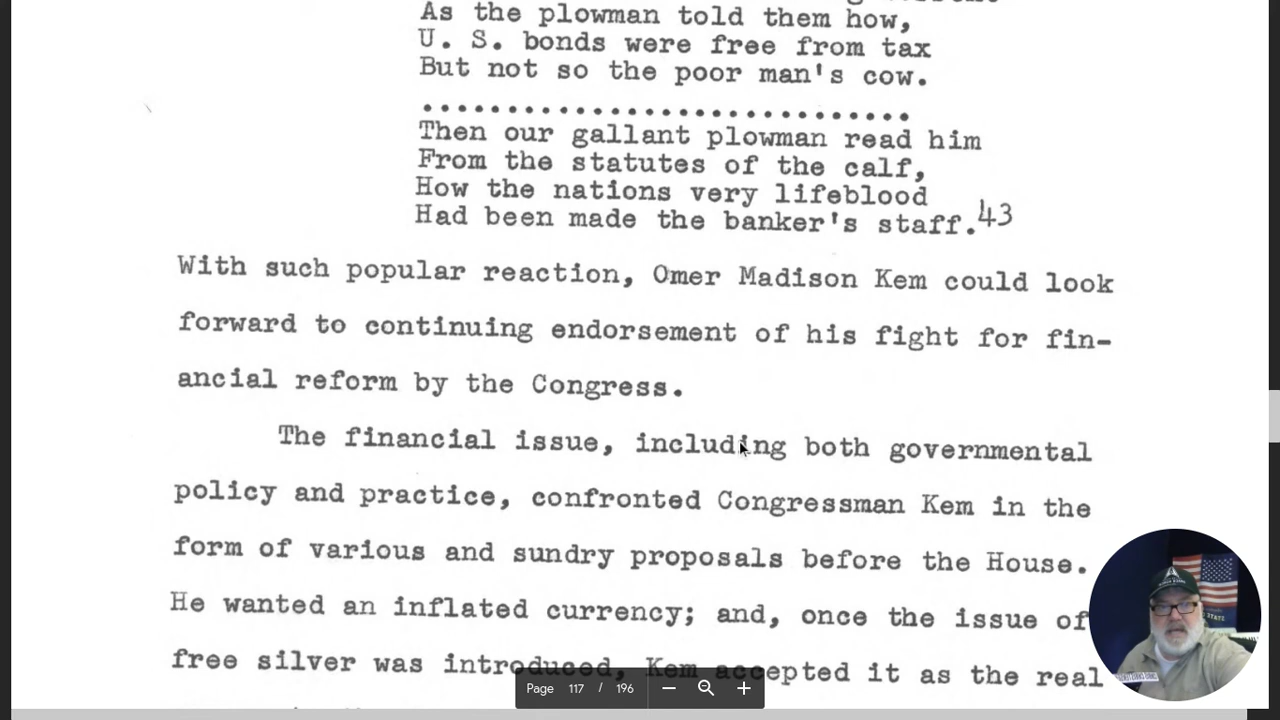 As the plowman told them how,
U. S. bonds were free from tax
But not so the poor man's cow.
..............................
Then our gallant plowman read him
From the statutes of the calf,
How the nations very lifeblood
Had been made the banker's staff.43
With such popular reaction, Omer Madison Kem could look
forward to continuing endorsement of his fight for fin-
ancial reform by the Congress.
The financial issue, including both governmental
policy and practice, confronted Congressman Kem in the
form of various and sundry proposals before the House.
He wanted an inflated currency; and, once the issue of
free silver was introduced, Kem accepted it as the real
Page 117 / 196